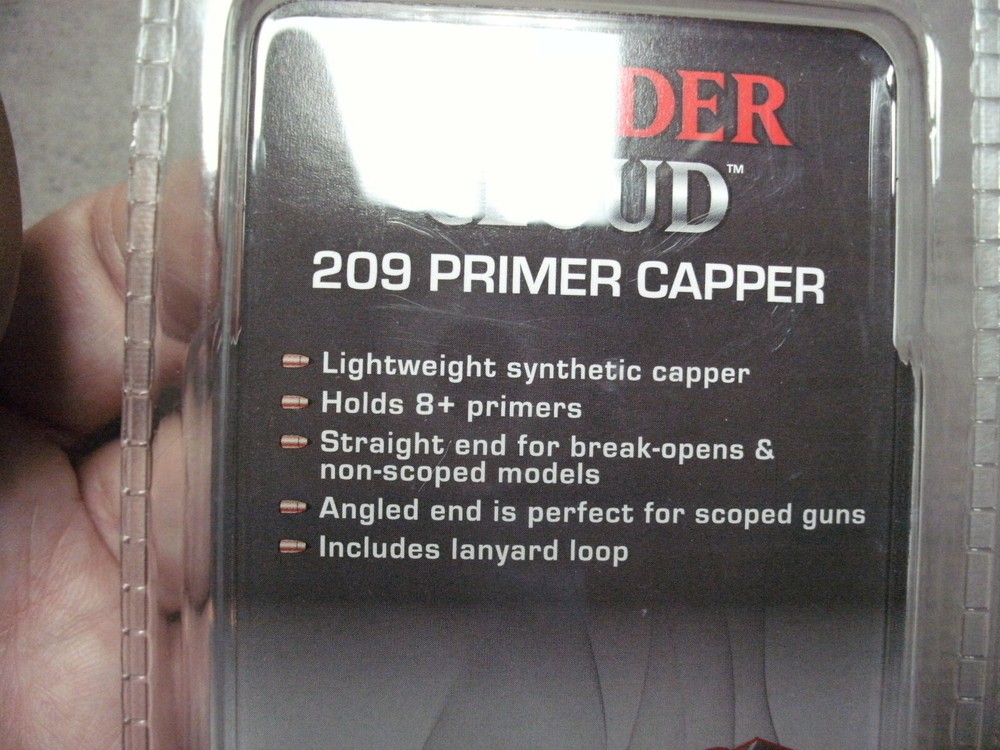 DER
UD™
209 PRIMER CAPPER
Lightweight synthetic capper
Holds 8+ primers
Straight end for break-opens &
non-scoped models
Angled end is perfect for scoped guns
Includes lanyard loop